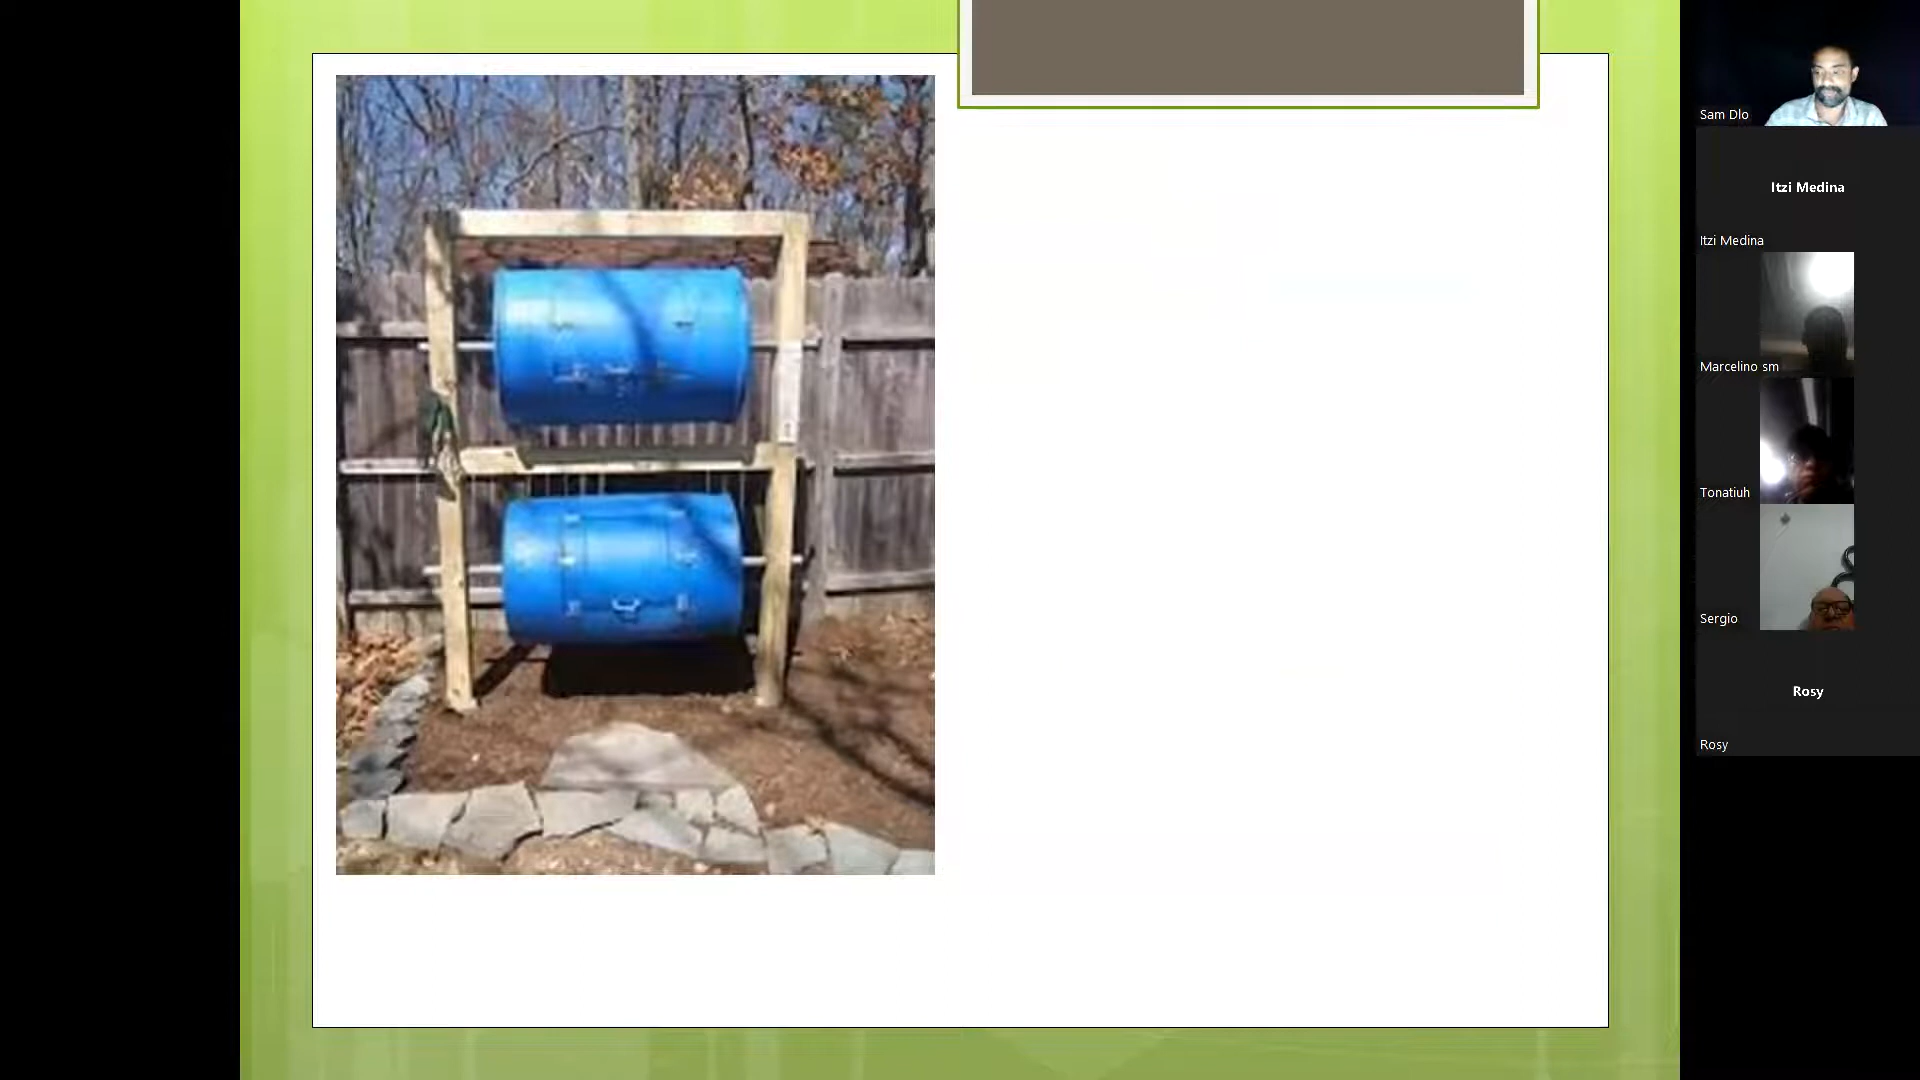 Sam Dlo
Itzi Medina
Itzi Medina
Marcelino sm
Tonatiuh
Sergio
Rosy
Rosy